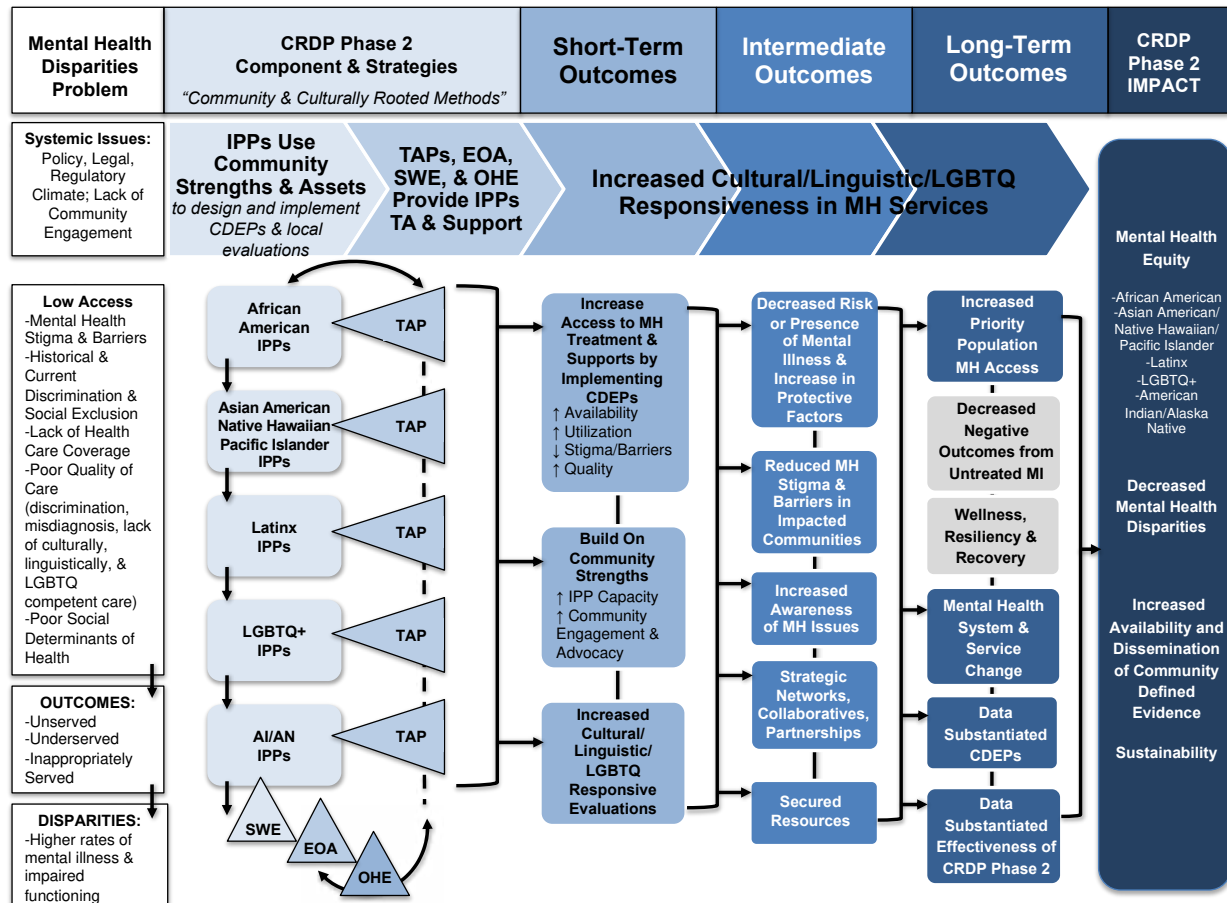 Mental Health
Disparities
Problem
CRDP Phase 2
Component & Strategies
“Community & Culturally Rooted Methods”
Short-Term
Outcomes
Intermediate
Outcomes
Long-Term
Outcomes
CRDP
Phase 2
IMPACT
Systemic Issues:
Policy, Legal,
Regulatory
Climate; Lack of
Community
Engagement
IPPs Use
Community
Strengths & Assets
to design and implement
CDEPs & local
evaluations
TAPs, EOA,
SWE, & OHE
Provide IPPs
TA & Support
Increased Cultural/Linguistic/LGBTQ
Responsiveness in MH Services
Low Access
-Mental Health
Stigma & Barriers
-Historical &
Current
Discrimination &
Social Exclusion
-Lack of Health
Care Coverage
-Poor Quality of
Care
(discrimination,
misdiagnosis, lack
of culturally,
linguistically, &
LGBTQ
competent care)
-Poor Social
Determinants of
Health
OUTCOMES:
-Unserved
-Underserved
-Inappropriately
Served
DISPARITIES:
-Higher rates of
mental illness &
impaired
functioning
African
American
IPPs
TAP
Asian American
Native Hawaiian
Pacific Islander
IPPs
TAP
Latinx
IPPs
TAP
LGBTQ+
IPPs
TAP
AI/AN
IPPs
TAP
SWE
EOA
OHE
Increase
Access to MH
Treatment &
Supports by
Implementing
CDEPs
↑ Availability
↑ Utilization
↓ Stigma/Barriers
↑ Quality
Build On
Community
Strengths
↑ IPP Capacity
↑ Community
Engagement &
Advocacy
Increased
Cultural/
Linguistic/
LGBTQ
Responsive
Evaluations
Decreased Risk
or Presence of
Mental Illness &
Increase in
Protective
Factors
Reduced MH
Stigma &
Barriers in
Impacted
Communities
Increased
Awareness
of MH Issues
Strategic
Networks,
Collaboratives,
Partnerships
Secured
Resources
Increased
Priority
Population
MH Access
Decreased
Negative
Outcomes from
Untreated MI
Wellness,
Resiliency &
Recovery
Mental Health
System &
Service
Change
Data
Substantiated
CDEPs
Data
Substantiated
Effectiveness of
CRDP Phase 2
Mental Health
Equity
-African American
-Asian American/
Native Hawaiian/
Pacific Islander
-Latinx
-LGBTQ+
-American
Indian/Alaska
Native
Decreased
Mental Health
Disparities
Increased
Availability and
Dissemination
of Community
Defined
Evidence
Sustainability